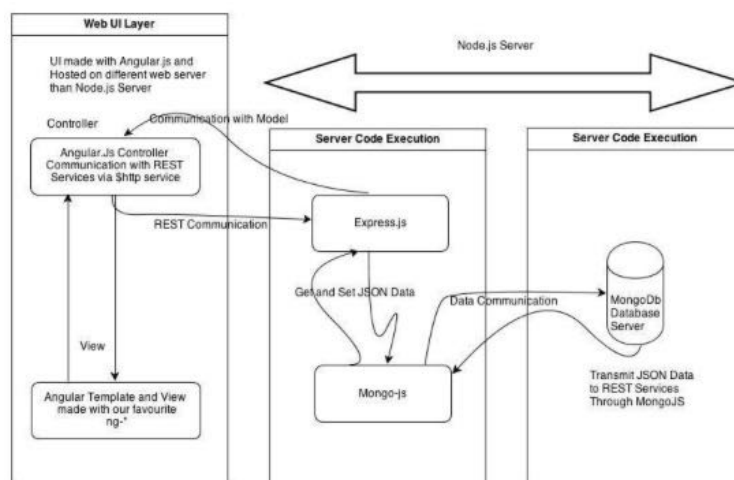 Web UI Layer
UI made with Angular.js and
Hosted on different web server
than Node.js Server
Controller
Angular.Js Controller
Communication with REST
Services via $http service
View
Angular Template and View
made with our favourite
ng-*
Communication with Model
REST Communication
Node.js Server
Server Code Execution
Express.js
Get and Set JSON Data
Mongo-js
Data Communication
Server Code Execution
MongoDb
Database
Server
Transmit JSON Data
to REST Services
Through MongoJS